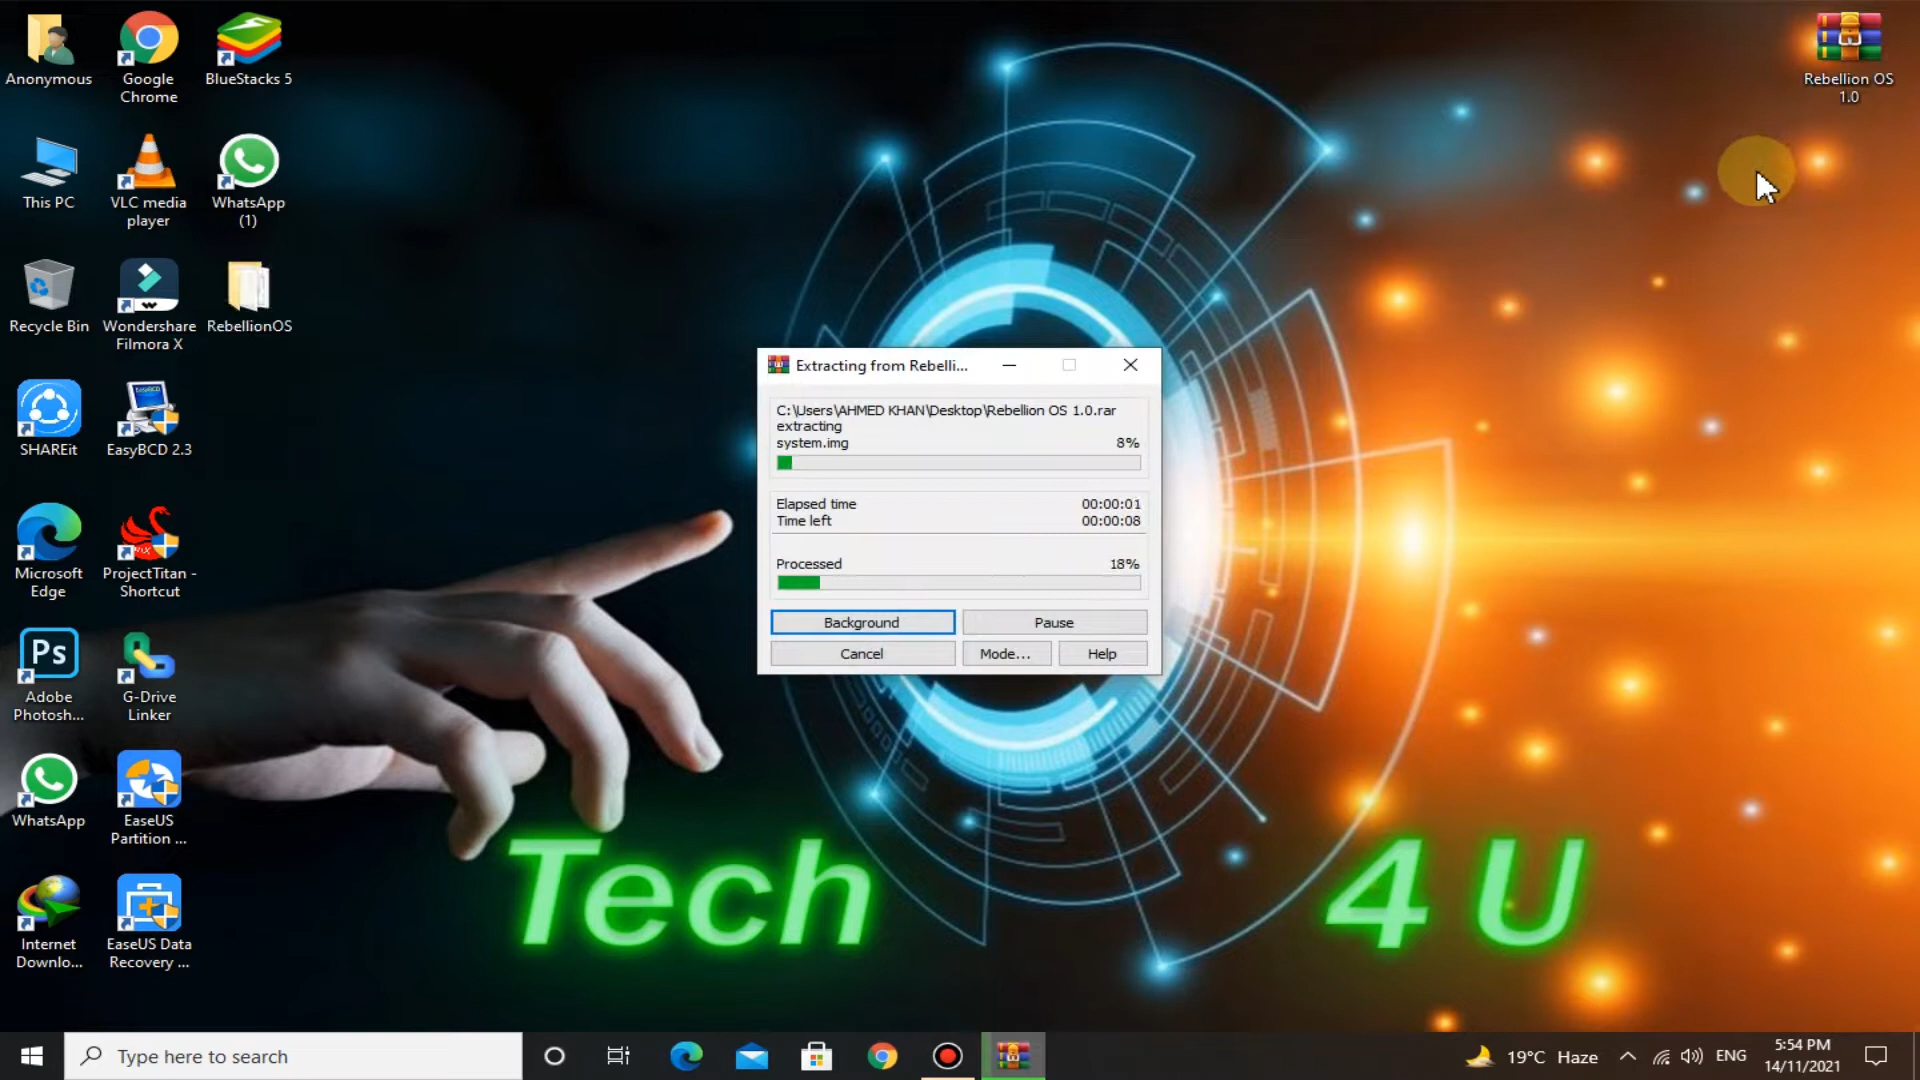 Anonymous
Google
Chrome
BlueStacks 5
Rebellion OS
1.0
This PC
VLC media
player
WhatsApp
(1)
Recycle Bin
Wondershare
Filmora X
RebellionOS
SHAREit
EasyBCD 2.3
Microsoft
Edge
ProjectTitan -
Shortcut
Ps
Adobe
Photosh...
G-Drive
Linker
WhatsApp
EaseUS
Partition ...
Internet
Downlo...
EaseUS Data
Recovery ...
Extracting from Rebelli...
C:\Users\AHMED KHAN\Desktop\Rebellion OS 1.0.rar
extracting
system.img 8%
Elapsed time 00:00:01
Time left 00:00:08
Processed 18%
Background Pause
Cancel Mode... Help
Tech 4 U
Type here to search
19°C Haze
ENG
5:54 PM
14/11/2021